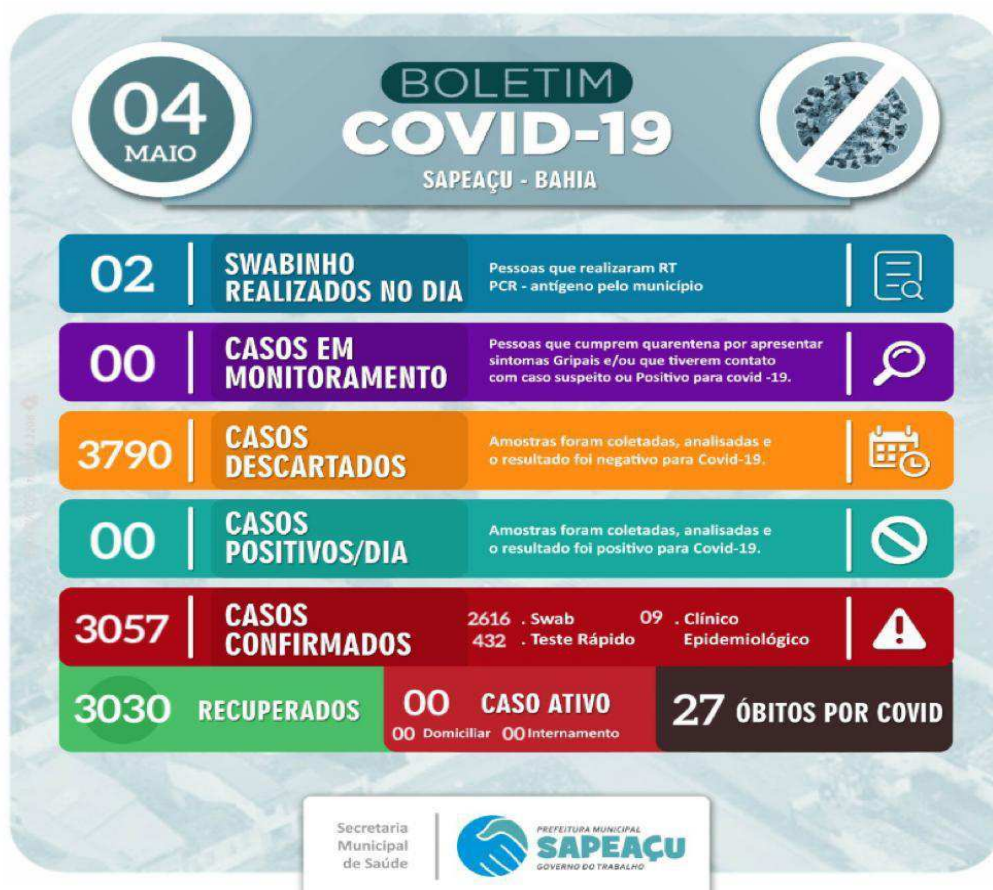 04
MAIO
BOLETIM
COVID-19
SAPEAÇU - BAHIA
02
SWABINHO
REALIZADOS NO DIA
Pessoas que realizaram RT
PCR - antígeno pelo município
00
CASOS EM
MONITORAMENTO
Pessoas que cumprem quarentena por apresentar
sintomas Gripais e/ou que tiverem contato
com caso suspeito ou Positivo para covid -19.
3790
CASOS
DESCARTADOS
Amostras foram coletadas, analisadas e
o resultado foi negativo para Covid-19.
00
CASOS
POSITIVOS/DIA
Amostras foram coletadas, analisadas e
o resultado foi positivo para Covid-19.
3057
CASOS
CONFIRMADOS
2616 . Swab
432 . Teste Rápido
09 . Clínico
Epidemiológico
3030 RECUPERADOS
00 CASO ATIVO
00 Domiciliar 00 Internamento
27 ÓBITOS POR COVID
Secretaria
Municipal
de Saúde
PREFEITURA MUNICIPAL
SAPEAÇU
GOVERNO DO TRABALHO